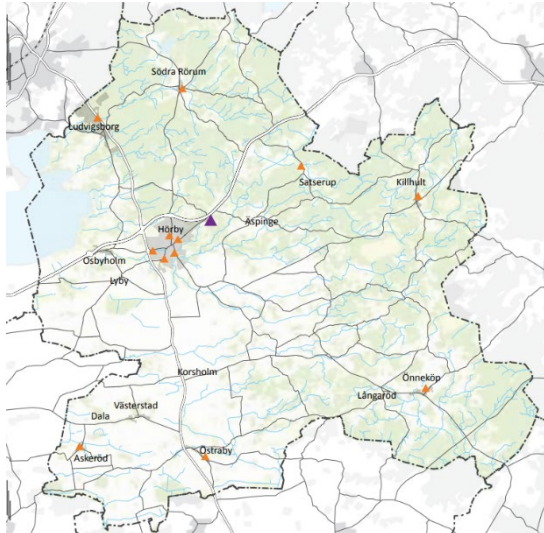 Södra Rörum
Ludvigsborg
Satserup
Killhult
Äspinge
Hörby
Osbyholm
Lyby
Korsholm
Önneköp
Långaröd
Västerstad
Dala
Askeröd
Östraby